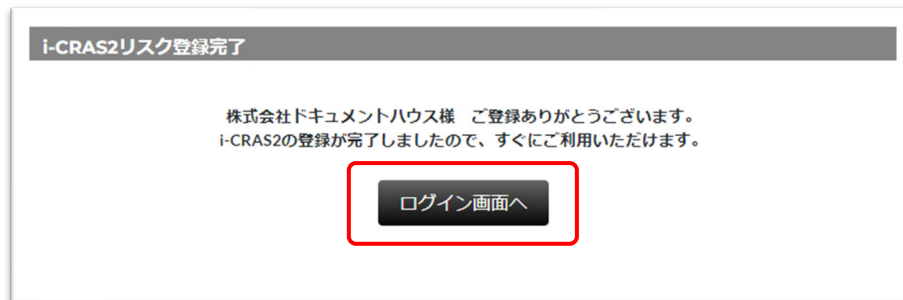 i-CRAS2リスク登録完了
株式会社ドキュメントハウス様　ご登録ありがとうございます。
i-CRAS2の登録が完了しましたので、すぐにご利用いただけます。
ログイン画面へ